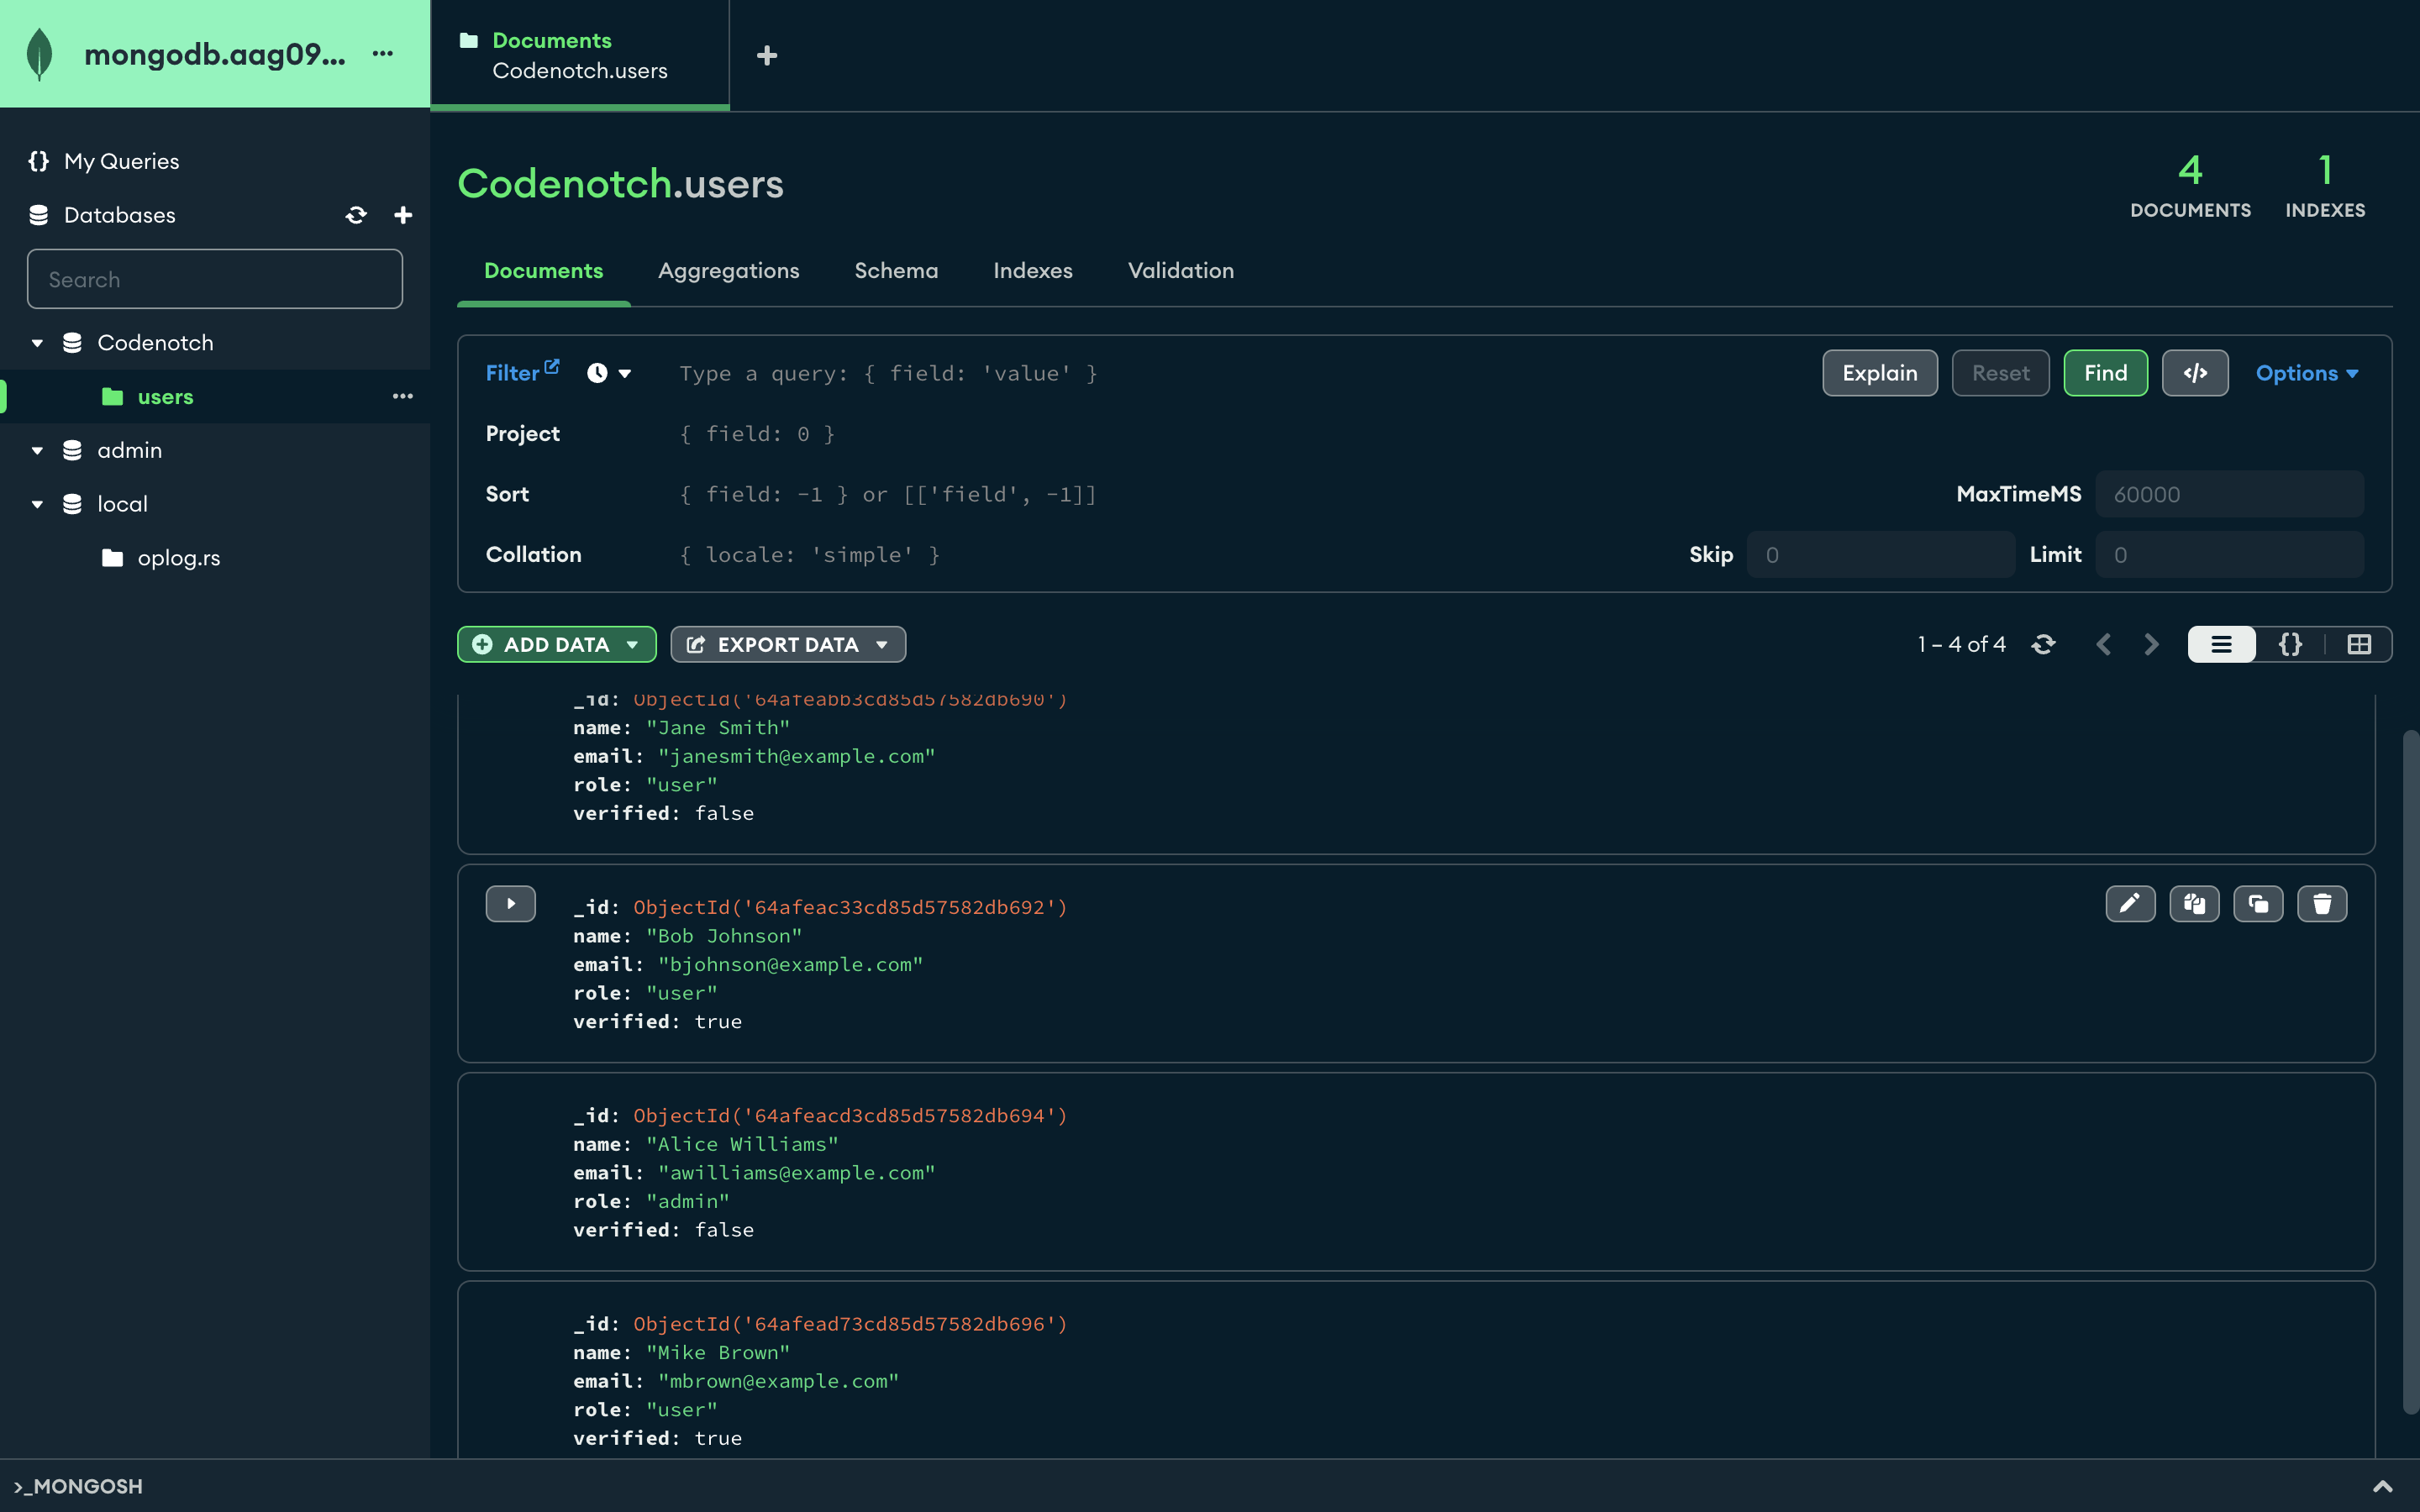 mongodb.aag09...
My Queries
Databases
Search
Codenotch
users
admin
local
oplog.rs
Documents
Codenotch.users
Codenotch.users
4
DOCUMENTS
1
INDEXES
Documents
Aggregations
Schema
Indexes
Validation
Filter
Type a query: { field: 'value' }
Explain
Reset
Find
</>
Options
Project
{ field: 0 }
Sort
{ field: -1 } or [['field', -1]]
MaxTimeMS
60000
Collation
{ locale: 'simple' }
Skip
0
Limit
0
ADD DATA
EXPORT DATA
1 – 4 of 4
{}
_id: ObjectId('64afeabb3cd85d57582db690')
name: "Jane Smith"
email: "janesmith@example.com"
role: "user"
verified: false
_id: ObjectId('64afeac33cd85d57582db692')
name: "Bob Johnson"
email: "bjohnson@example.com"
role: "user"
verified: true
_id: ObjectId('64afeacd3cd85d57582db694')
name: "Alice Williams"
email: "awilliams@example.com"
role: "admin"
verified: false
_id: ObjectId('64afead73cd85d57582db696')
name: "Mike Brown"
email: "mbrown@example.com"
role: "user"
verified: true
>_MONGOSH